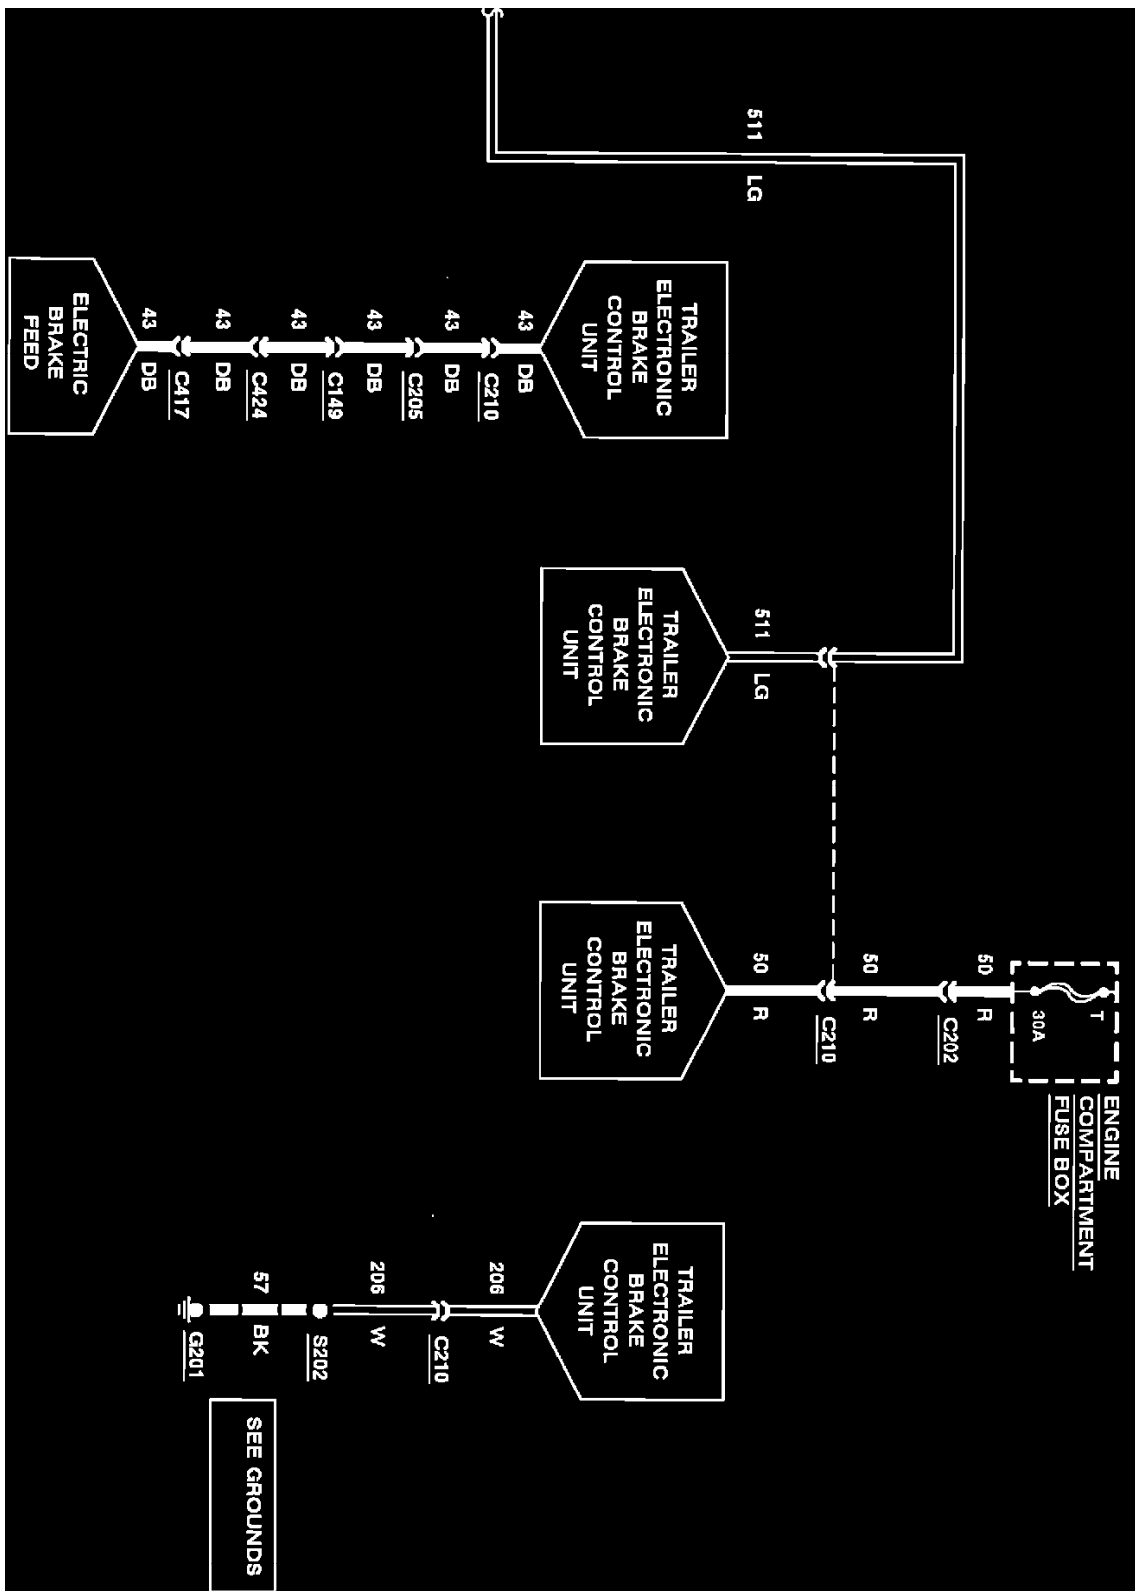 511
LG
TRAILER
ELECTRONIC
BRAKE
CONTROL
UNIT
43
DB
C210
43
DB
C205
43
DB
C149
43
DB
C424
43
DB
C417
43
DB
ELECTRIC
BRAKE
FEED
511
LG
TRAILER
ELECTRONIC
BRAKE
CONTROL
UNIT
ENGINE
COMPARTMENT
FUSE BOX
T
30A
50
R
C202
50
R
C210
50
R
TRAILER
ELECTRONIC
BRAKE
CONTROL
UNIT
TRAILER
ELECTRONIC
BRAKE
CONTROL
UNIT
206
W
C210
206
W
S202
57
BK
G201
SEE GROUNDS